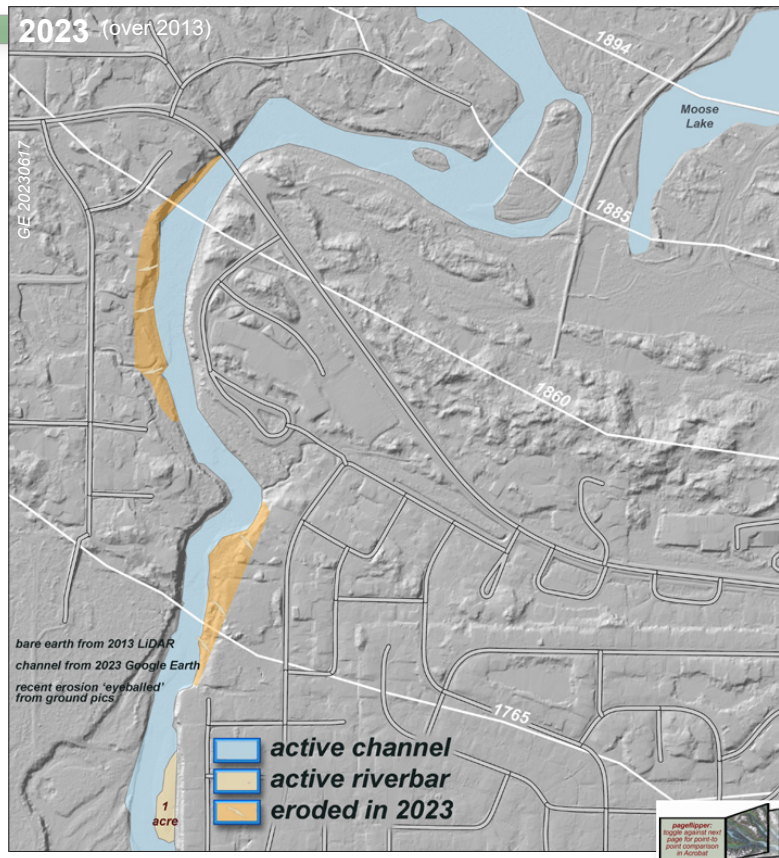 2023 (over 2013)
1894
Moose
Lake
GE 20230617
1885
1860
bare earth from 2013 LiDAR
channel from 2023 Google Earth
recent erosion ‘eyeballed’
from ground pics
1765
active channel
active riverbar
eroded in 2023
1
acre
pageflipper:
toggle against next
page for point-to
point comparison
in Acrobat